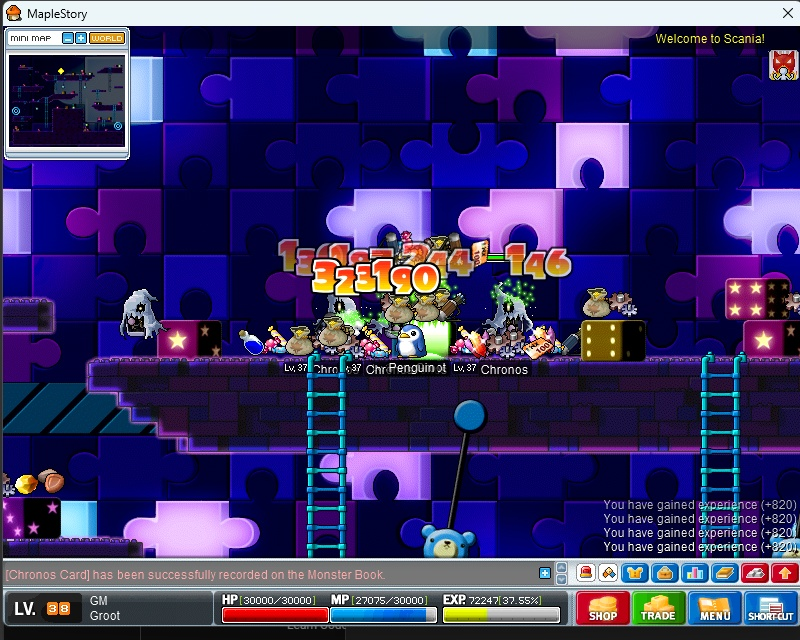 MapleStory
MINI MAP
WORLD
Welcome to Scania!
323190
146
Lv. 37
Penguin
Lv. 37 Chronos
You have gained experience (+820)
You have gained experience (+820)
You have gained experience (+820)
You have gained experience (+820)
[Chronos Card] has been successfully recorded on the Monster Book.
LV. 38
GM
Groot
HP[30000/30000]
MP[27075/30000]
EXP. 72247[37.55%]
SHOP
TRADE
MENU
SHORTCUT